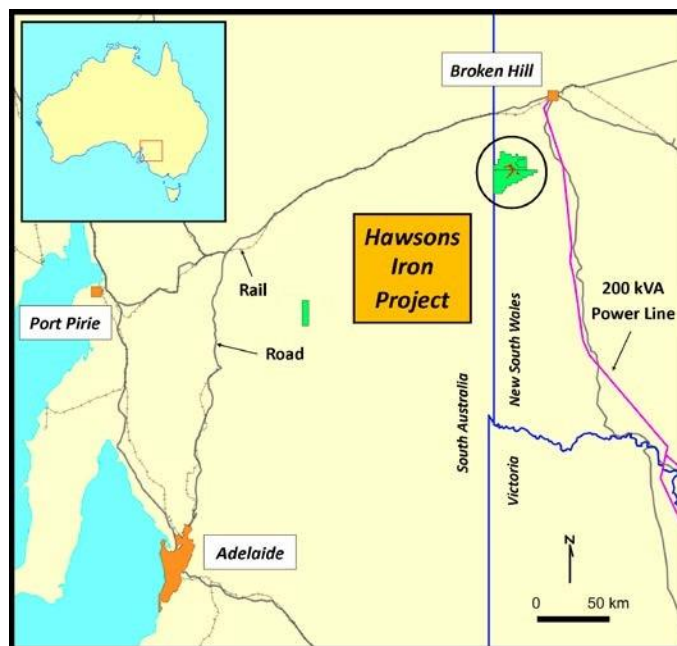 Broken Hill
Hawsons
Iron
Project
Rail
Port Pirie
Road
200 kVA
Power Line
South Australia
New South Wales
Victoria
Adelaide
N
0 50 km